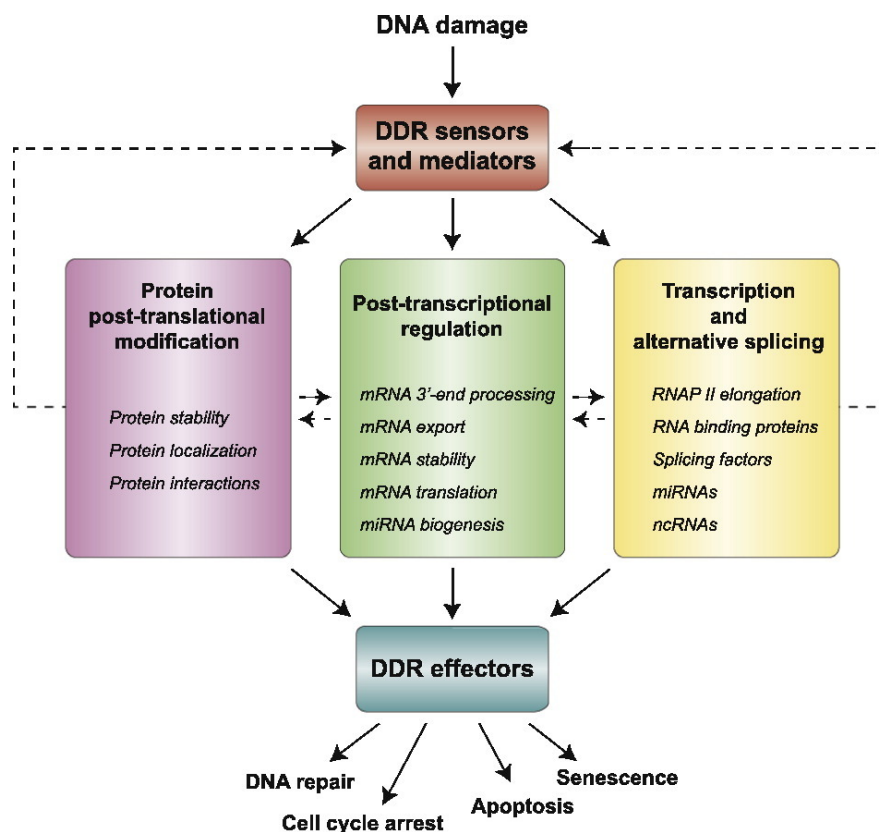 DNA damage
DDR sensors
and mediators
Protein
post-translational
modification
Protein stability
Protein localization
Protein interactions
Post-transcriptional
regulation
mRNA 3'-end processing
mRNA export
mRNA stability
mRNA translation
miRNA biogenesis
Transcription
and
alternative splicing
RNAP II elongation
RNA binding proteins
Splicing factors
miRNAs
ncRNAs
DDR effectors
DNA repair
Cell cycle arrest
Apoptosis
Senescence